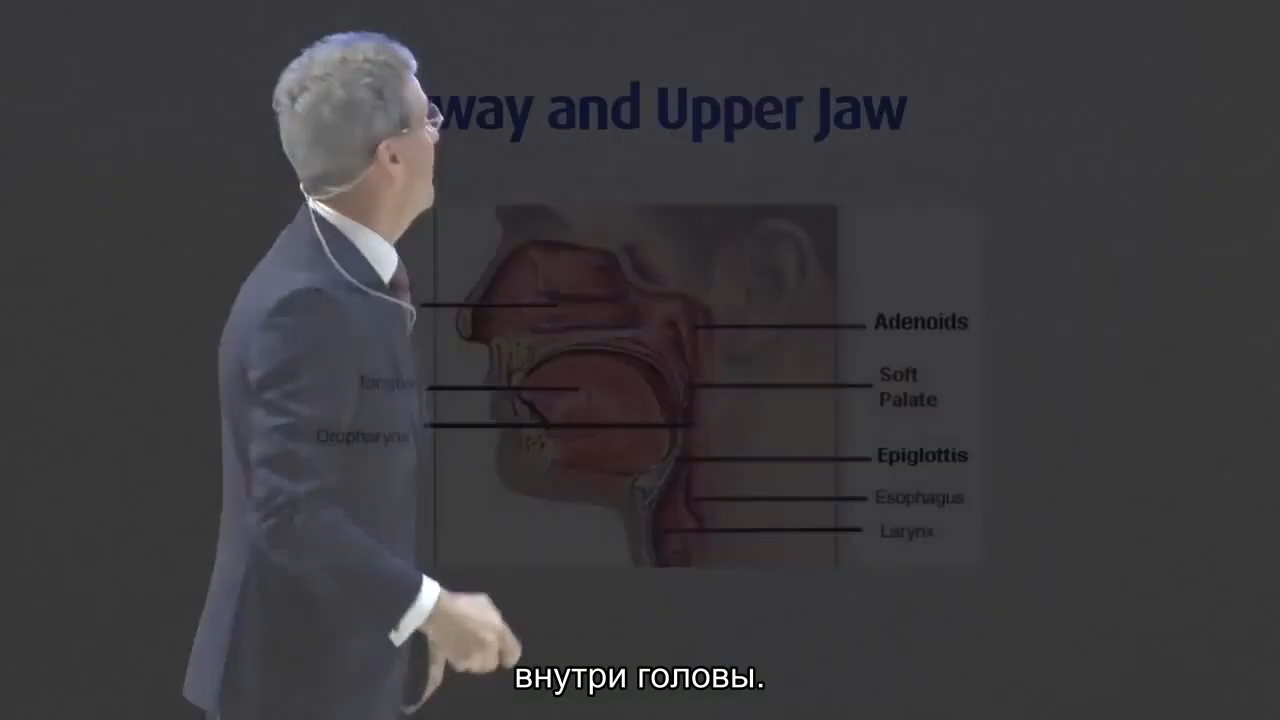 way and Upper Jaw
Adenoids
Soft
Palate
Tongue
Oropharynx
Epiglottis
Esophagus
Larynx
внутри головы.